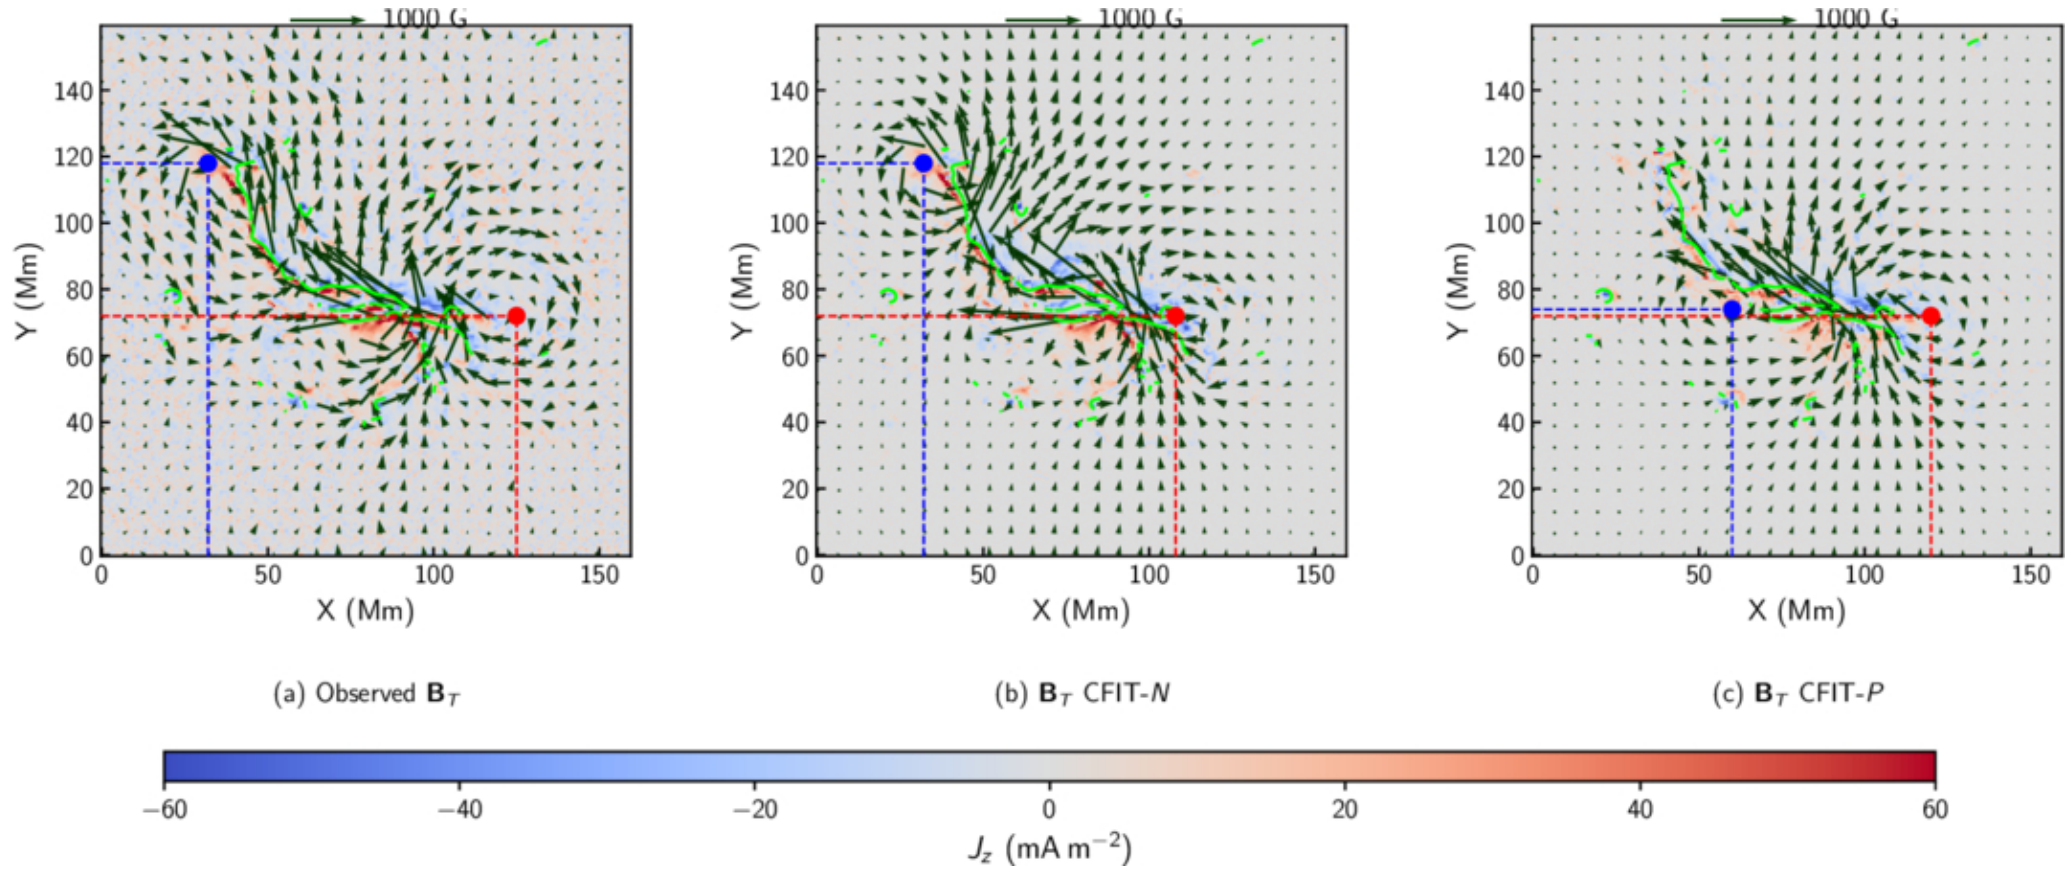 1000 G 1000 G 1000 G
140 140 140
120 120 120
100 100 100
80 80 80
60 60 60
40 40 40
20 20 20
0 0 0
Y (Mm) Y (Mm) Y (Mm)
0 50 100 150 0 50 100 150 0 50 100 150
X (Mm) X (Mm) X (Mm)
(a) Observed B_T (b) B_T CFIT-N (c) B_T CFIT-P
−60 −40 −20 0 20 40 60
J_z (mA m⁻²)